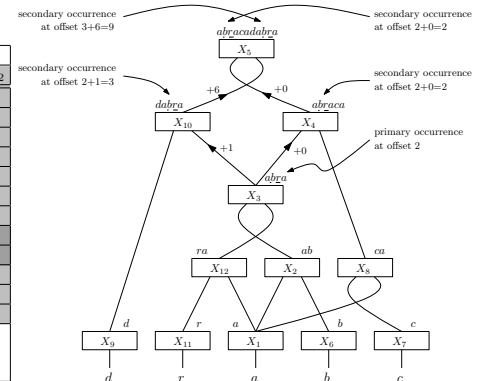 secondary occurrence
at offset 3+6=9
secondary occurrence
at offset 2+0=2
abracadabra
X5
2
secondary occurrence
at offset 2+1=3
secondary occurrence
at offset 2+0=2
+6
+0
dabra
abraca
X10
X4
primary occurrence
at offset 2
+1
+0
abra
X3
ra
ab
ca
X12
X2
X8
d
r
a
b
c
X9
X11
X1
X6
X7
d
r
a
b
c